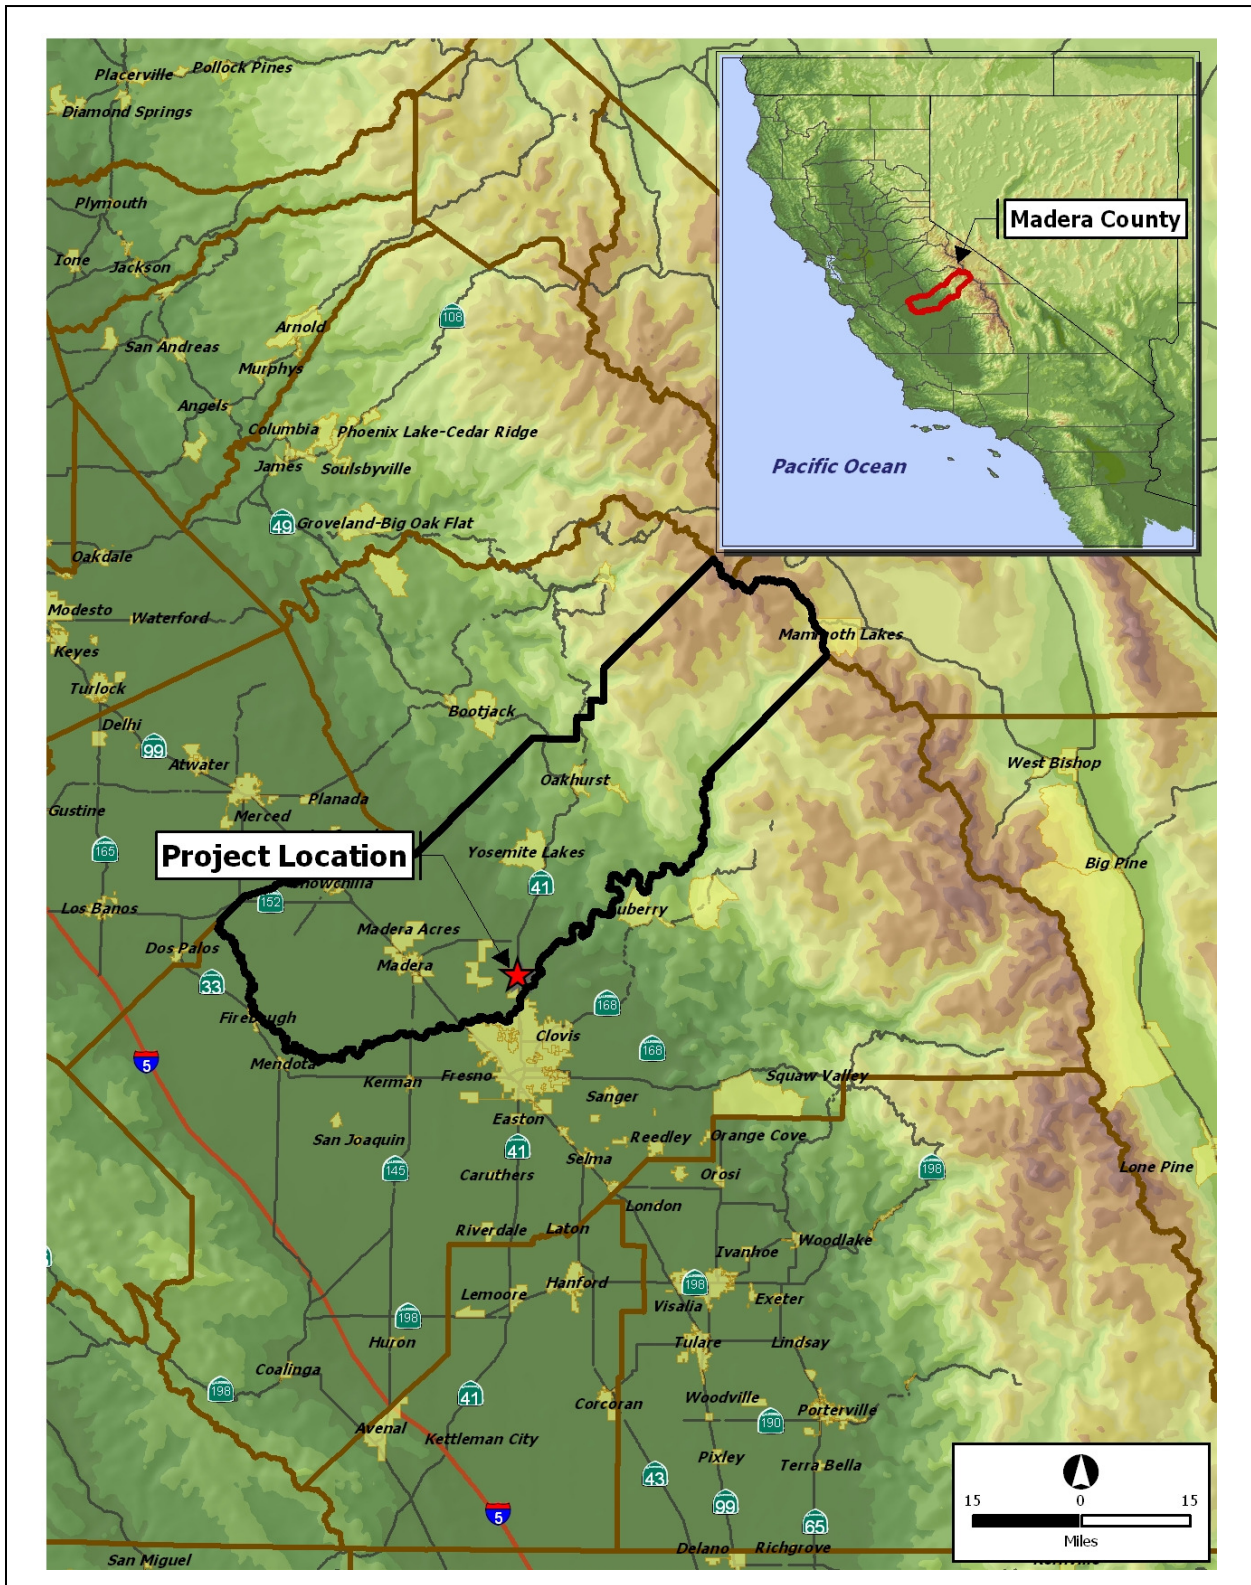 Pollock Pines
Placerville
Diamond Springs
Plymouth
Ione
Jackson
Madera County
Arnold
108
San Andreas
Murphys
Angels
Columbia
Phoenix Lake-Cedar Ridge
James
Soulsbyville
Pacific Ocean
49
Groveland-Big Oak Flat
Oakdale
Modesto
Waterford
Keyes
Mammoth Lakes
Turlock
Delhi
Bootjack
99
Atwater
West Bishop
Oakhurst
Planada
Gustine
Merced
Project Location
165
Yosemite Lakes
Big Pine
41
152
Los Banos
Madera Acres
Dos Palos
Madera
33
168
Firebaugh
Clovis
168
5
Mendota
Kerman
Fresno
Squaw Valley
Sanger
Easton
San Joaquin
41
Reedley
Orange Cove
Selma
145
Caruthers
Orosi
198
Lone Pine
London
Riverdale
Laton
Woodlake
Ivanhoe
Hanford
198
Lemoore
Visalia
Exeter
198
Huron
Tulare
Lindsay
Coalinga
198
41
Corcoran
Woodville
190
Porterville
Avenal
Kettleman City
Pixley
Terra Bella
43
99
5
65
15 0 15
Miles
San Miguel
Delano
Richgrove